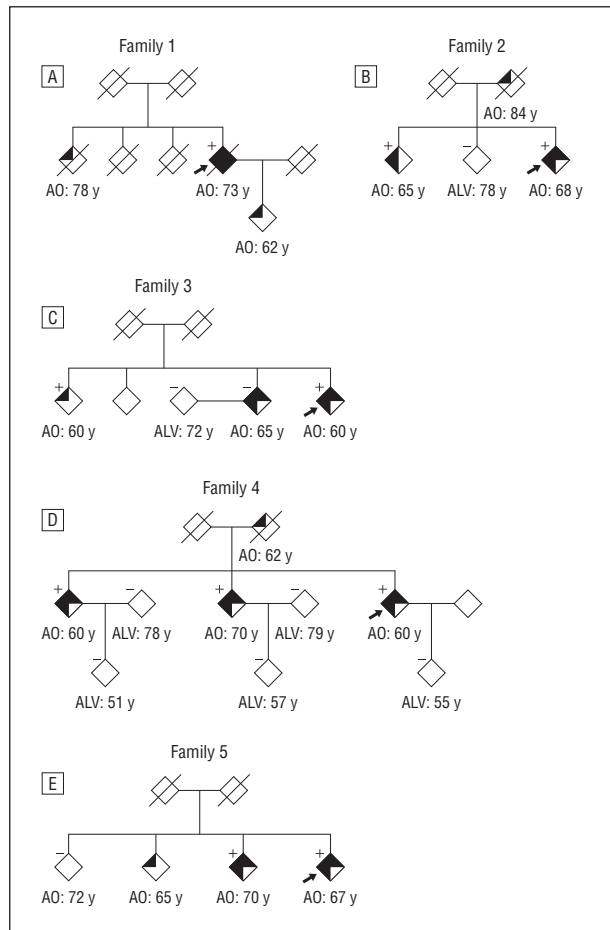 Family 1
A
+
AO: 78 y
AO: 73 y
AO: 62 y
Family 2
B
AO: 84 y
+ − +
AO: 65 y
ALV: 78 y
AO: 68 y
Family 3
C
+ − − +
AO: 60 y
ALV: 72 y
AO: 65 y
AO: 60 y
Family 4
D
AO: 62 y
+ − + − +
AO: 60 y
ALV: 78 y
AO: 70 y
ALV: 79 y
AO: 60 y
− − −
ALV: 51 y
ALV: 57 y
ALV: 55 y
Family 5
E
− + +
AO: 72 y
AO: 65 y
AO: 70 y
AO: 67 y